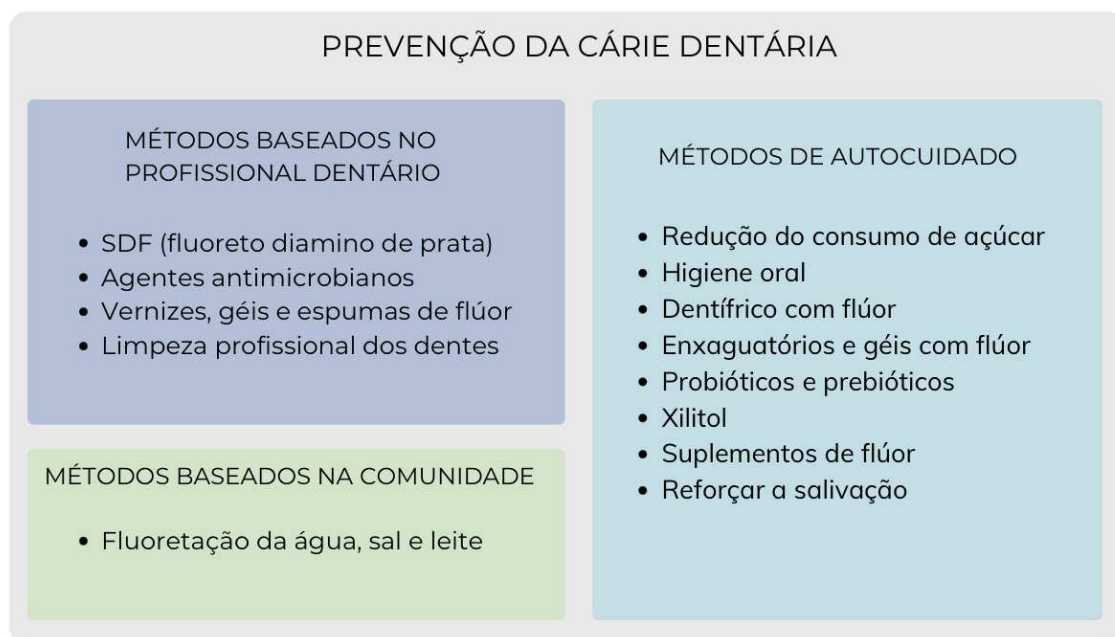 PREVENÇÃO DA CÁRIE DENTÁRIA
MÉTODOS BASEADOS NO
PROFISSIONAL DENTÁRIO
• SDF (fluoreto diamino de prata)
• Agentes antimicrobianos
• Vernizes, géis e espumas de flúor
• Limpeza profissional dos dentes
MÉTODOS BASEADOS NA COMUNIDADE
• Fluoretação da água, sal e leite
MÉTODOS DE AUTOCUIDADO
• Redução do consumo de açúcar
• Higiene oral
• Dentífrico com flúor
• Enxaguatórios e géis com flúor
• Probióticos e prebióticos
• Xilitol
• Suplementos de flúor
• Reforçar a salivação